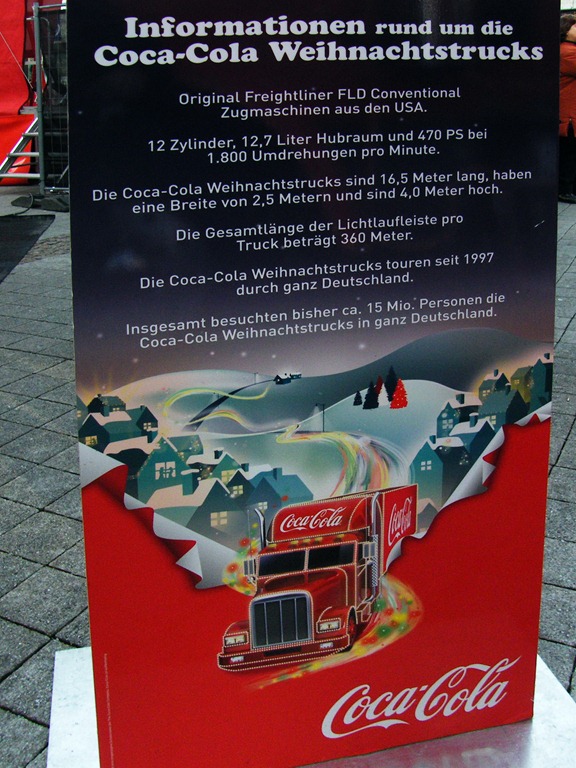 Informationen rund um die
Coca-Cola Weihnachtstrucks
Original Freightliner FLD Conventional
Zugmaschinen aus den USA.
12 Zylinder, 12,7 Liter Hubraum und 470 PS bei
1.800 Umdrehungen pro Minute.
Die Coca-Cola Weihnachtstrucks sind 16,5 Meter lang, haben
eine Breite von 2,5 Metern und sind 4,0 Meter hoch.
Die Gesamtlänge der Lichtlaufleiste pro
Truck beträgt 360 Meter.
Die Coca-Cola Weihnachtstrucks touren seit 1997
durch ganz Deutschland.
Insgesamt besuchten bisher ca. 15 Mio. Personen die
Coca-Cola Weihnachtstrucks in ganz Deutschland.
Coca-Cola
Coca-Cola
Coca-Cola